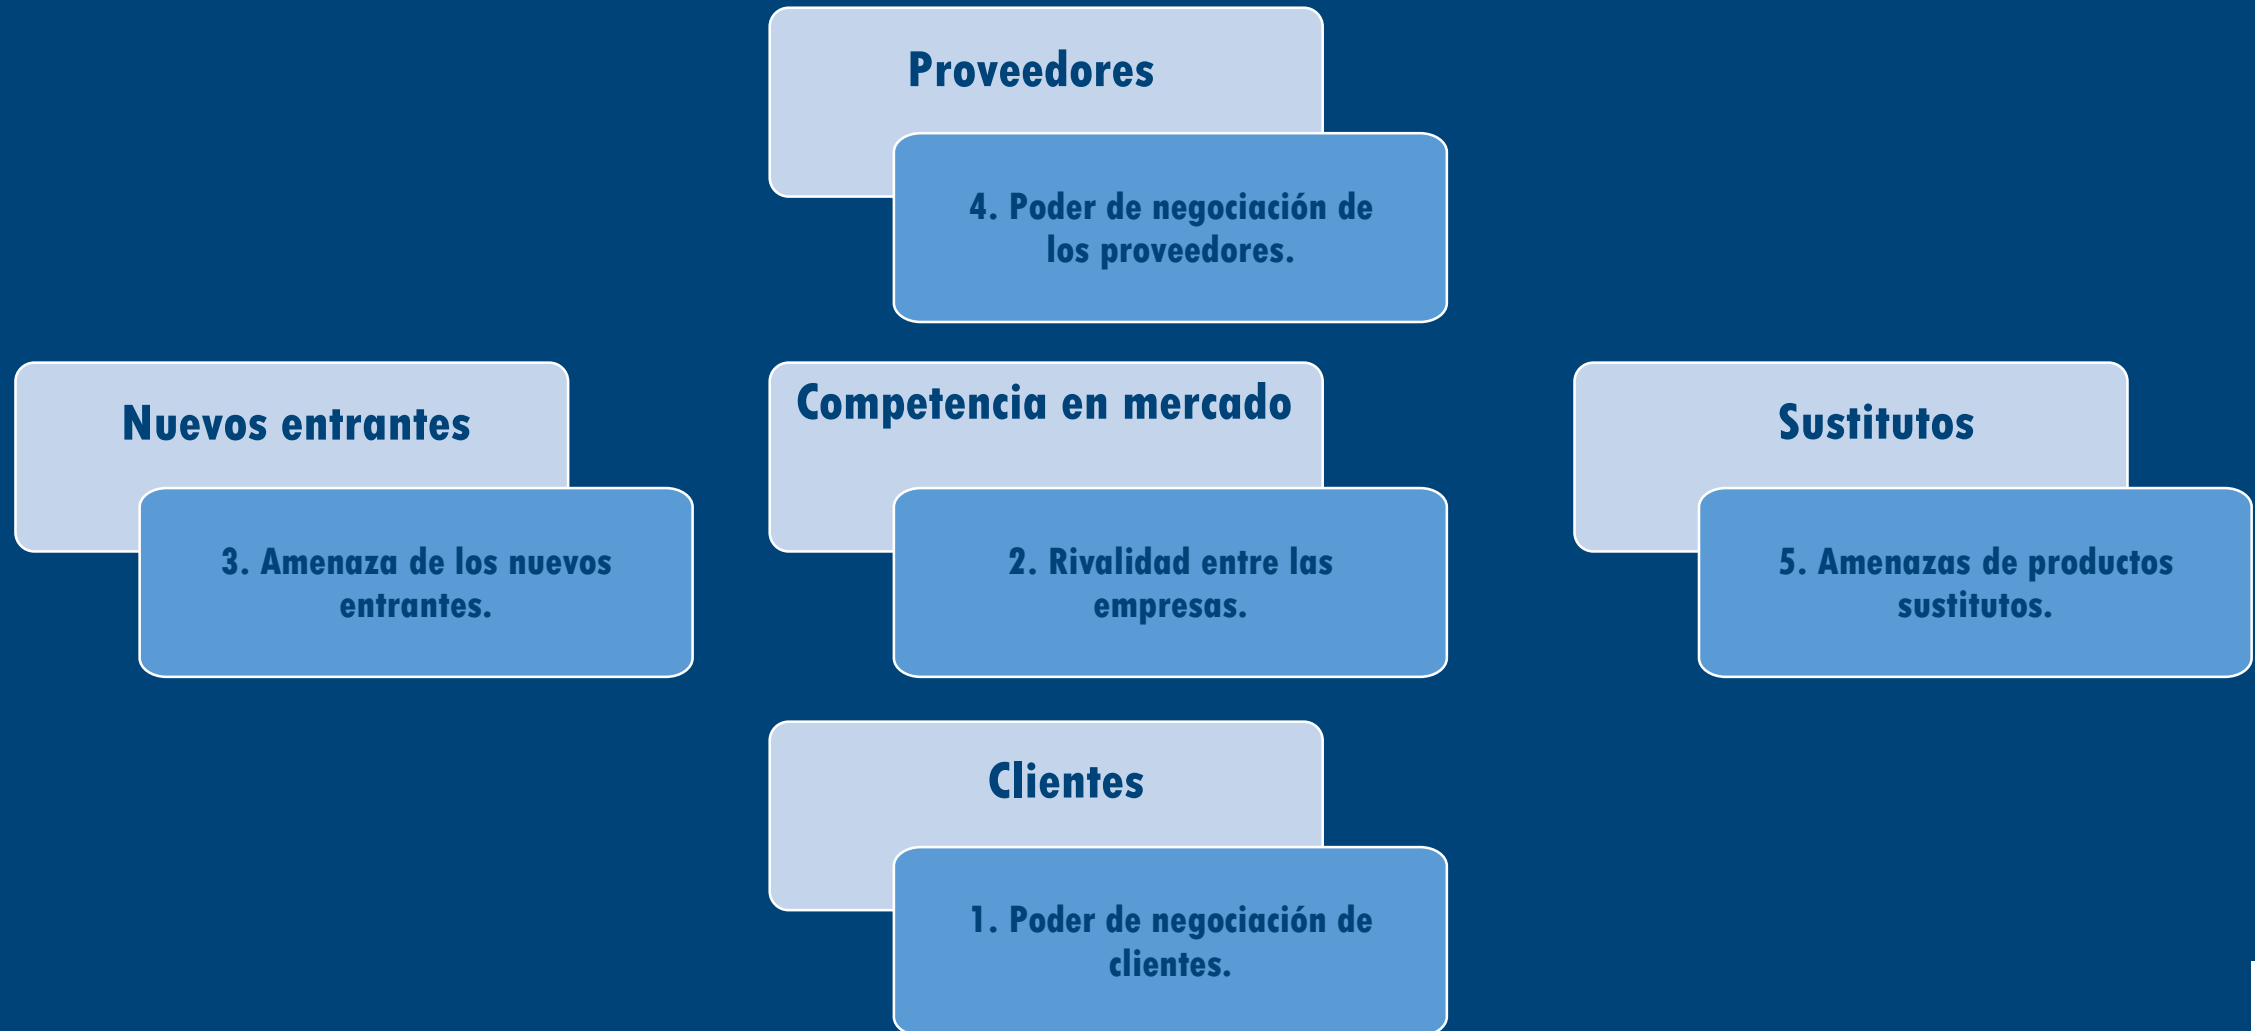 Proveedores
4. Poder de negociación de
los proveedores.
Nuevos entrantes
3. Amenaza de los nuevos
entrantes.
Competencia en mercado
2. Rivalidad entre las
empresas.
Sustitutos
5. Amenazas de productos
sustitutos.
Clientes
1. Poder de negociación de
clientes.